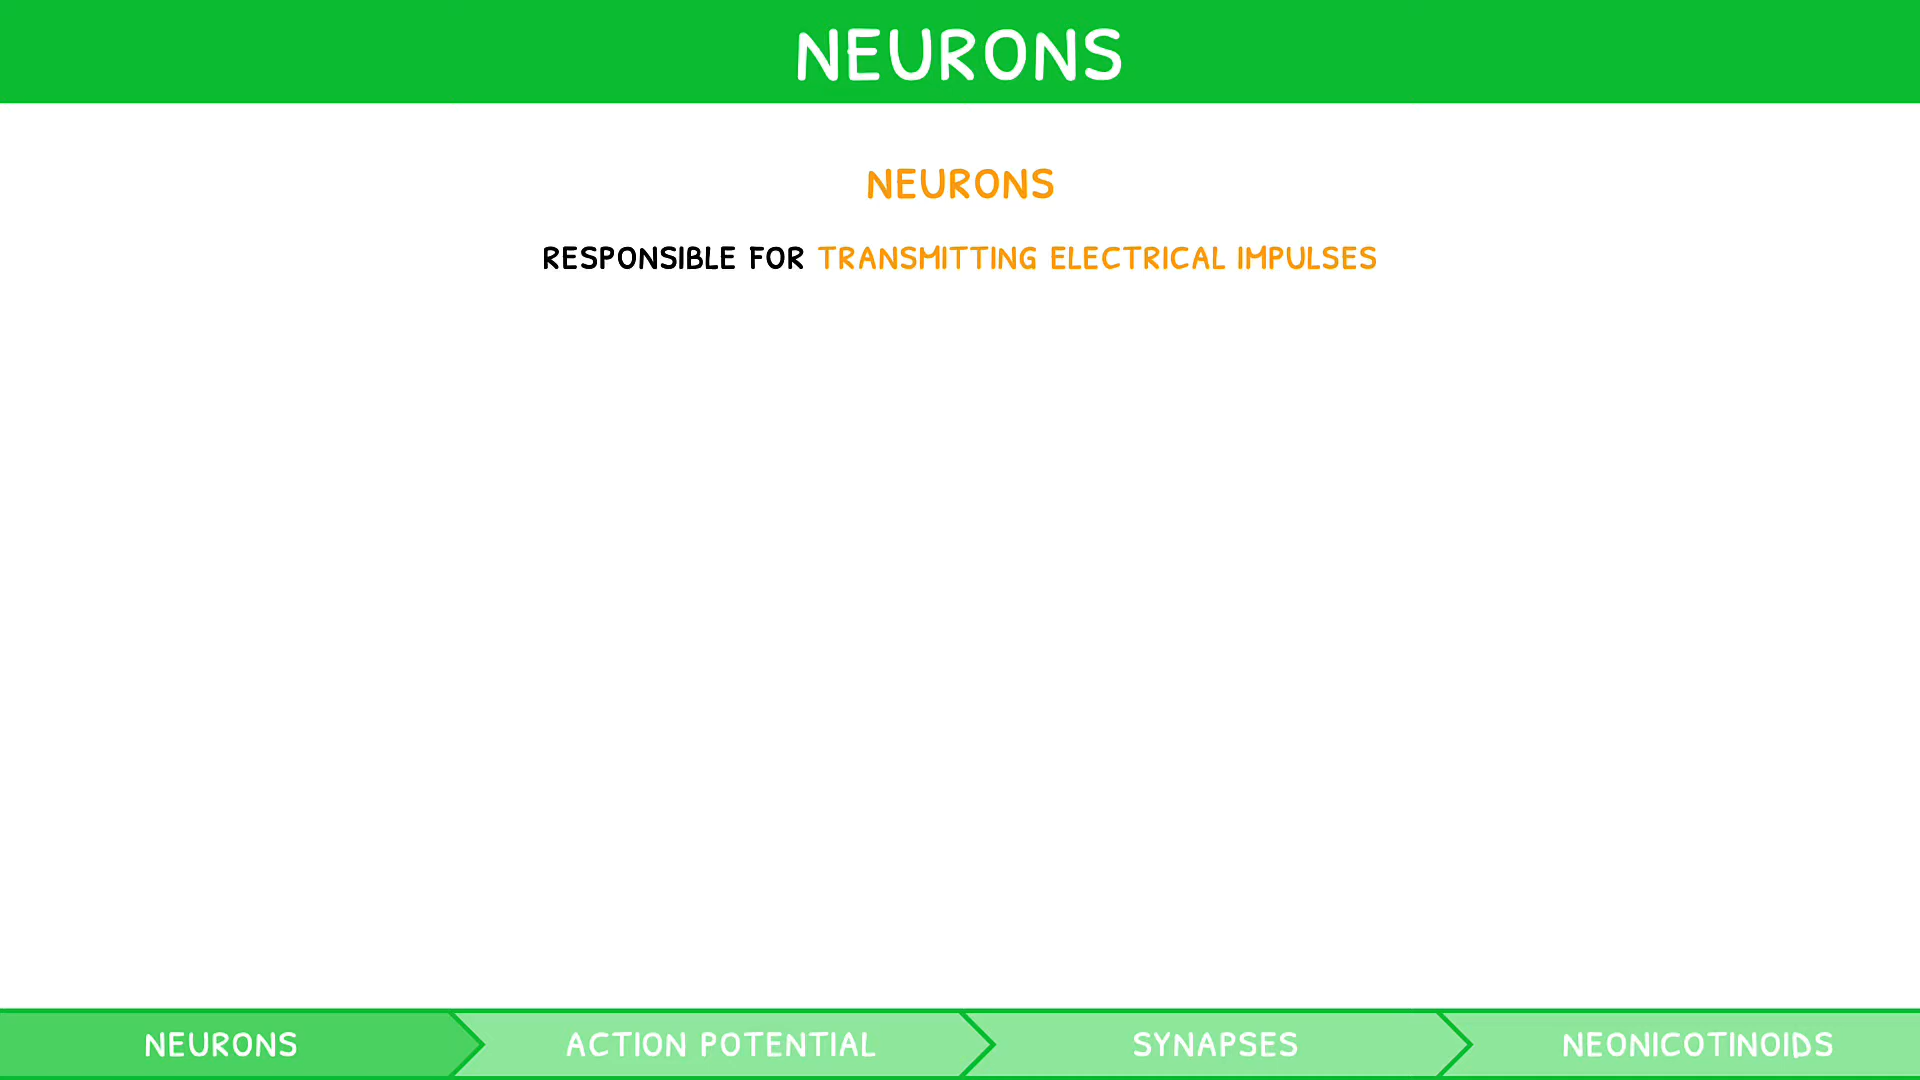 NEURONS
NEURONS
RESPONSIBLE FOR TRANSMITTING ELECTRICAL IMPULSES
NEURONS
ACTION POTENTIAL
SYNAPSES
NEONICOTINOIDS